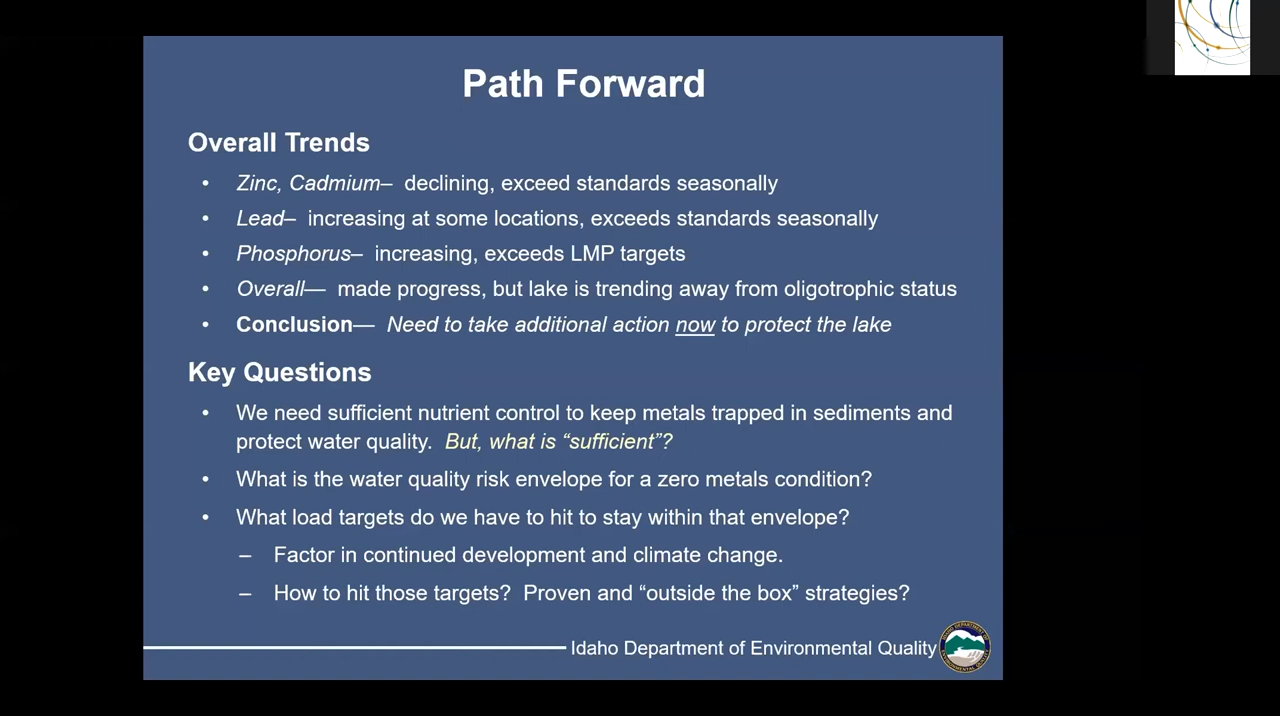 Path Forward
Overall Trends
• Zinc, Cadmium– declining, exceed standards seasonally
• Lead– increasing at some locations, exceeds standards seasonally
• Phosphorus– increasing, exceeds LMP targets
• Overall— made progress, but lake is trending away from oligotrophic status
• Conclusion— Need to take additional action now to protect the lake
Key Questions
• We need sufficient nutrient control to keep metals trapped in sediments and
protect water quality. But, what is “sufficient”?
• What is the water quality risk envelope for a zero metals condition?
• What load targets do we have to hit to stay within that envelope?
– Factor in continued development and climate change.
– How to hit those targets? Proven and “outside the box” strategies?
Idaho Department of Environmental Quality